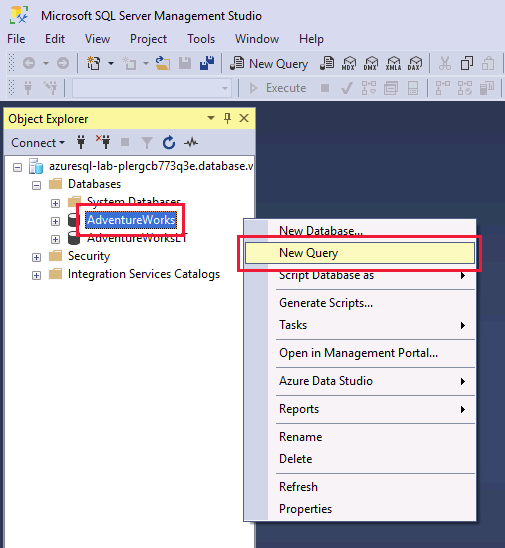 Microsoft SQL Server Management Studio
File Edit View Project Tools Window Help
New Query MDX DMX XMLA DAX
Execute
Object Explorer
Connect
azuresql-lab-plergcb773q3e.database.v
Databases
System Databases
AdventureWorks
AdventureWorksLT
Security
Integration Services Catalogs
New Database...
New Query
Script Database as
Generate Scripts...
Tasks
Open in Management Portal...
Azure Data Studio
Reports
Rename
Delete
Refresh
Properties